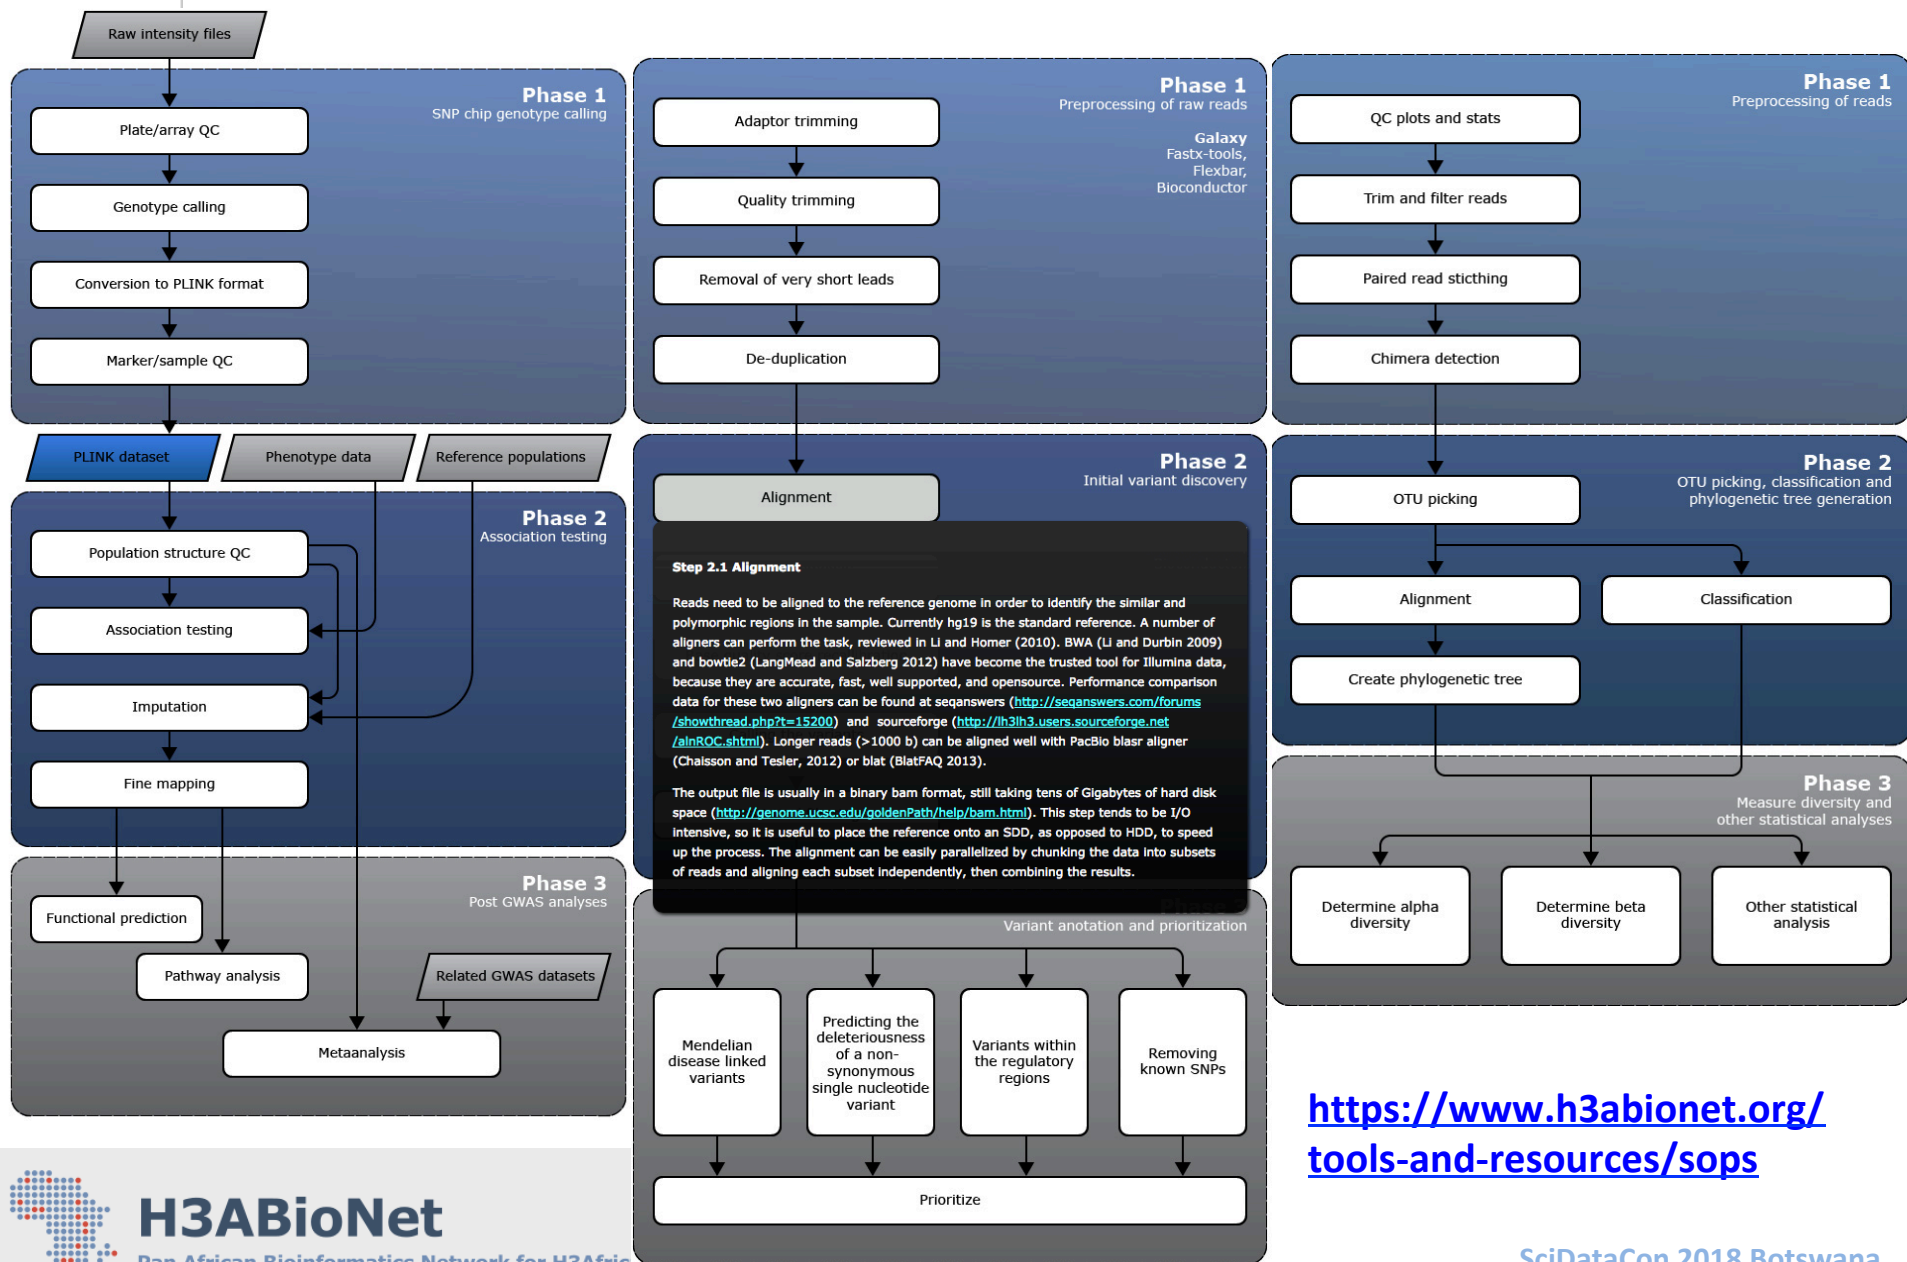 Raw intensity files
Phase 1
SNP chip genotype calling
Plate/array QC
Genotype calling
Conversion to PLINK format
Marker/sample QC
PLINK dataset
Phenotype data
Reference populations
Phase 2
Association testing
Population structure QC
Association testing
Imputation
Fine mapping
Phase 3
Post GWAS analyses
Functional prediction
Pathway analysis
Related GWAS datasets
Metaanalysis
H3ABioNet
Pan African Bioinformatics Network for H3Afric
Phase 1
Preprocessing of raw reads
Galaxy
Fastx-tools,
Flexbar,
Bioconductor
Adaptor trimming
Quality trimming
Removal of very short leads
De-duplication
Phase 2
Initial variant discovery
Alignment
Step 2.1 Alignment
Reads need to be aligned to the reference genome in order to identify the similar and
polymorphic regions in the sample. Currently hg19 is the standard reference. A number of
aligners can perform the task, reviewed in Li and Homer (2010). BWA (Li and Durbin 2009)
and bowtie2 (LangMead and Salzberg 2012) have become the trusted tool for Illumina data,
because they are accurate, fast, well supported, and opensource. Performance comparison
data for these two aligners can be found at seqanswers (http://seqanswers.com/forums
/showthread.php?t=15200) and sourceforge (http://lh3lh3.users.sourceforge.net
/alnROC.shtml). Longer reads (>1000 b) can be aligned well with PacBio blasr aligner
(Chaisson and Tesler, 2012) or blat (BlatFAQ 2013).
The output file is usually in a binary bam format, still taking tens of Gigabytes of hard disk
space (http://genome.ucsc.edu/goldenPath/help/bam.html). This step tends to be I/O
intensive, so it is useful to place the reference onto an SDD, as opposed to HDD, to speed
up the process. The alignment can be easily parallelized by chunking the data into subsets
of reads and aligning each subset independently, then combining the results.
Phase
Variant anotation and prioritization
Mendelian
disease linked
variants
Predicting the
deleteriousness
of a non-
synonymous
single nucleotide
variant
Variants within
the regulatory
regions
Removing
known SNPs
Prioritize
Phase 1
Preprocessing of reads
QC plots and stats
Trim and filter reads
Paired read sticthing
Chimera detection
Phase 2
OTU picking, classification and
phylogenetic tree generation
OTU picking
Alignment
Classification
Create phylogenetic tree
Phase 3
Measure diversity and
other statistical analyses
Determine alpha
diversity
Determine beta
diversity
Other statistical
analysis
https://www.h3abionet.org/
tools-and-resources/sops
SciDataCon 2018 Botswana